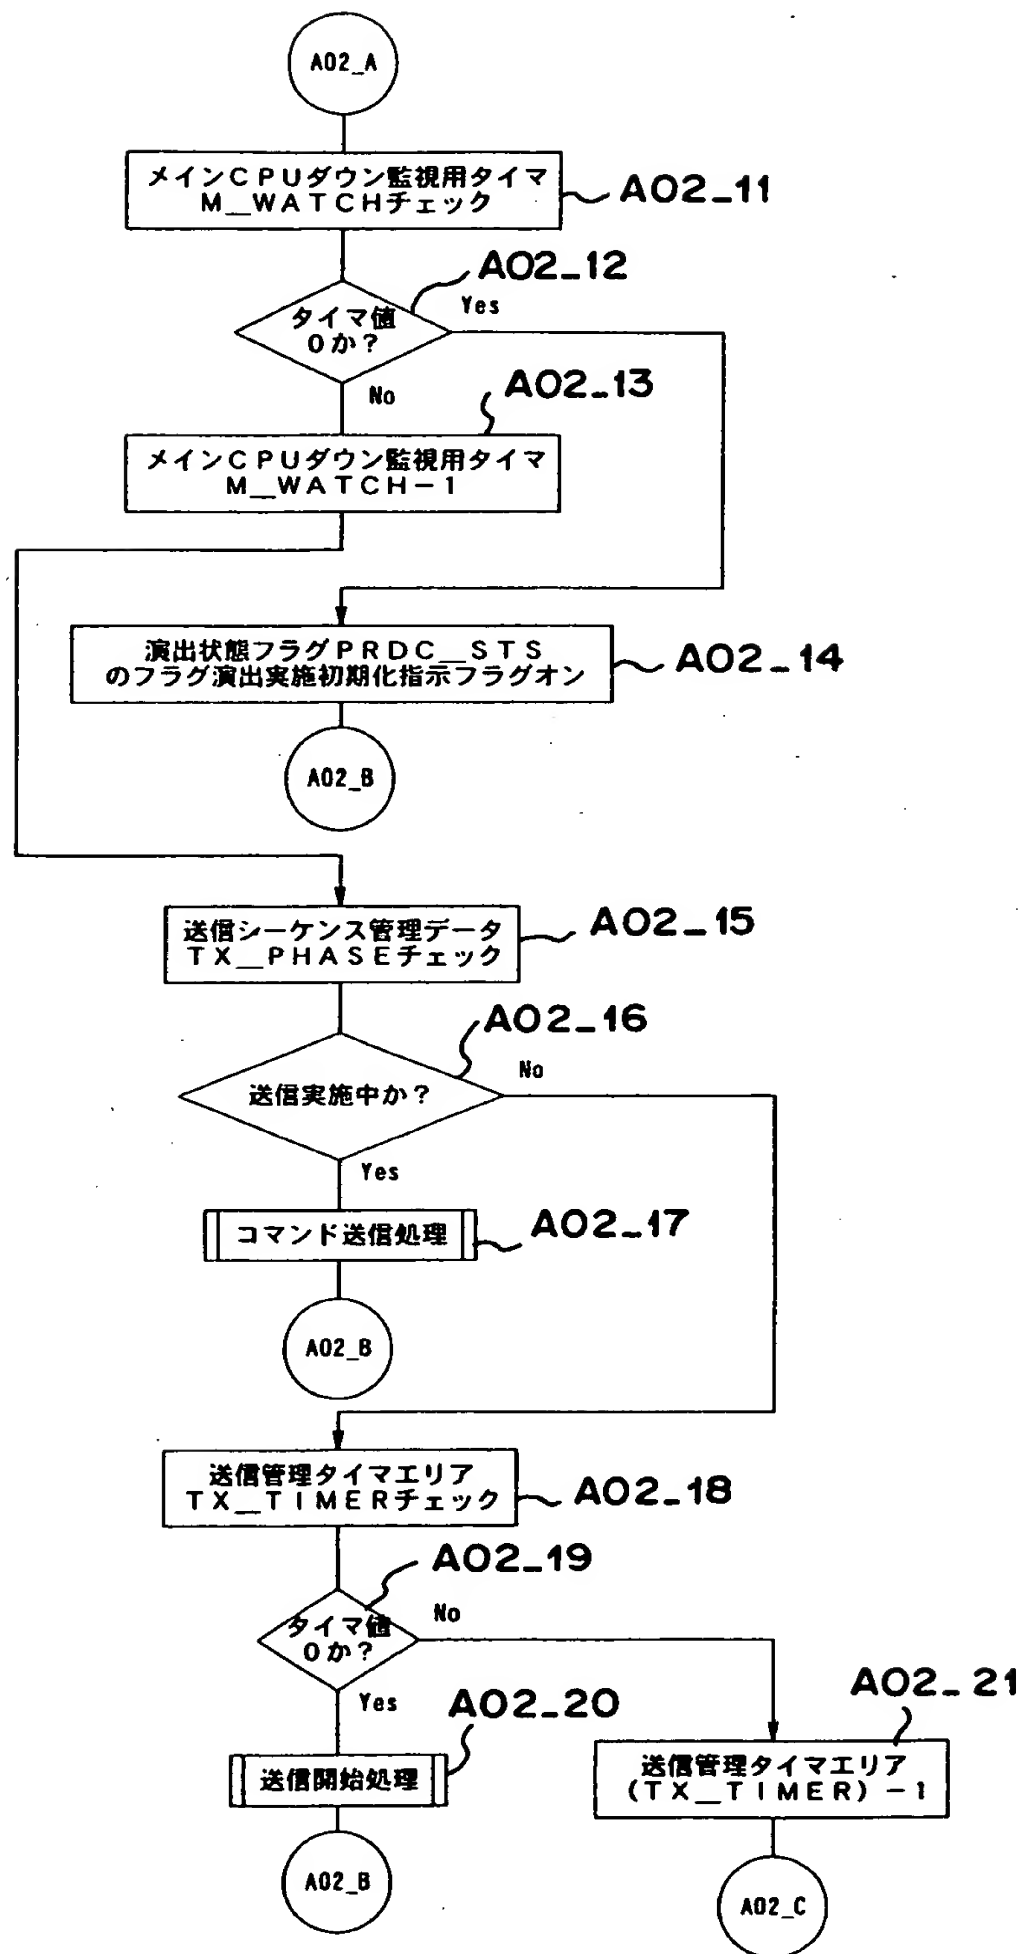 A02_A
メインCPUダウン監視用タイマ
M__WATCHチェック
A02_11
A02_12
タイマ値
0か?
Yes
No
A02_13
メインCPUダウン監視用タイマ
M__WATCH-1
演出状態フラグPRDC__STS
のフラグ演出実施初期化指示フラグオン
A02_14
A02_B
送信シーケンス管理データ
TX__PHASEチェック
A02_15
A02_16
送信実施中か?
No
Yes
コマンド送信処理
A02_17
A02_B
送信管理タイマエリア
TX__TIMERチェック
A02_18
A02_19
タイマ値
0か?
No
Yes
A02_20
送信開始処理
A02_21
送信管理タイマエリア
(TX__TIMER)-1
A02_B
A02_C